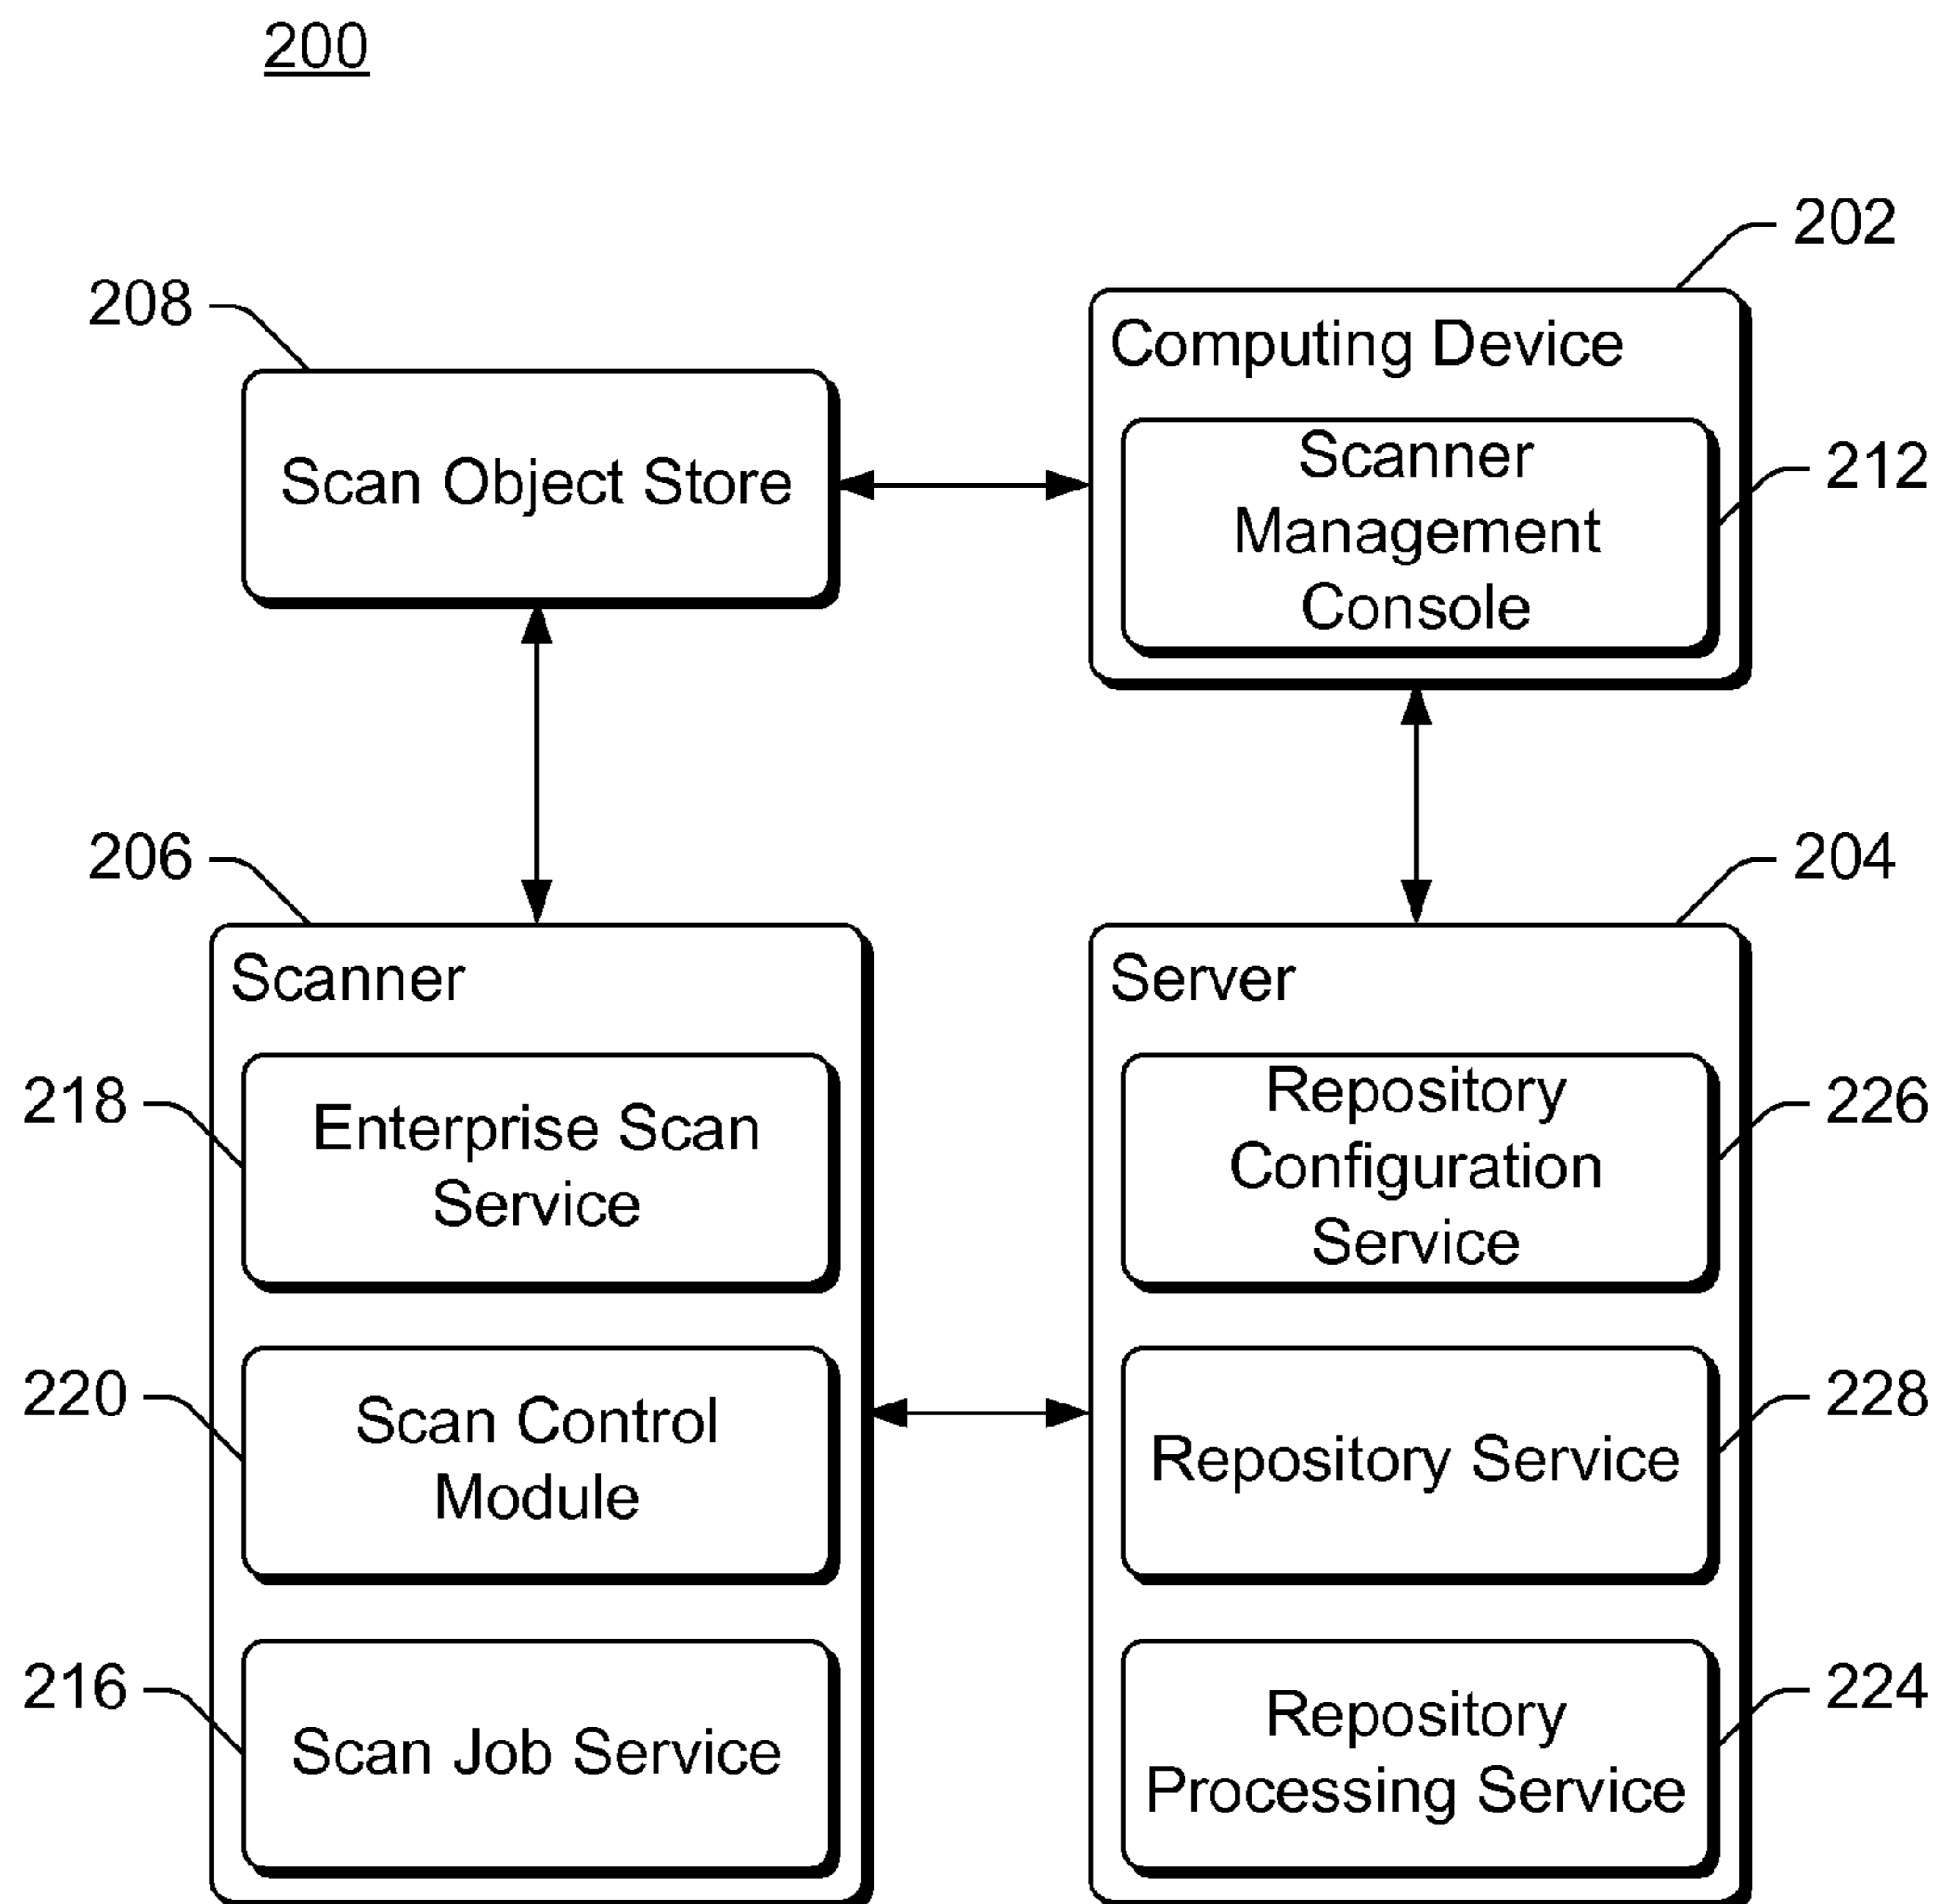 200
202
208
Computing Device
Scan Object Store
Scanner
Management
Console
212
206
204
Scanner
Server
218
Enterprise Scan
Service
Repository
Configuration
Service
226
220
Scan Control
Module
Repository Service
228
216
Scan Job Service
Repository
Processing Service
224